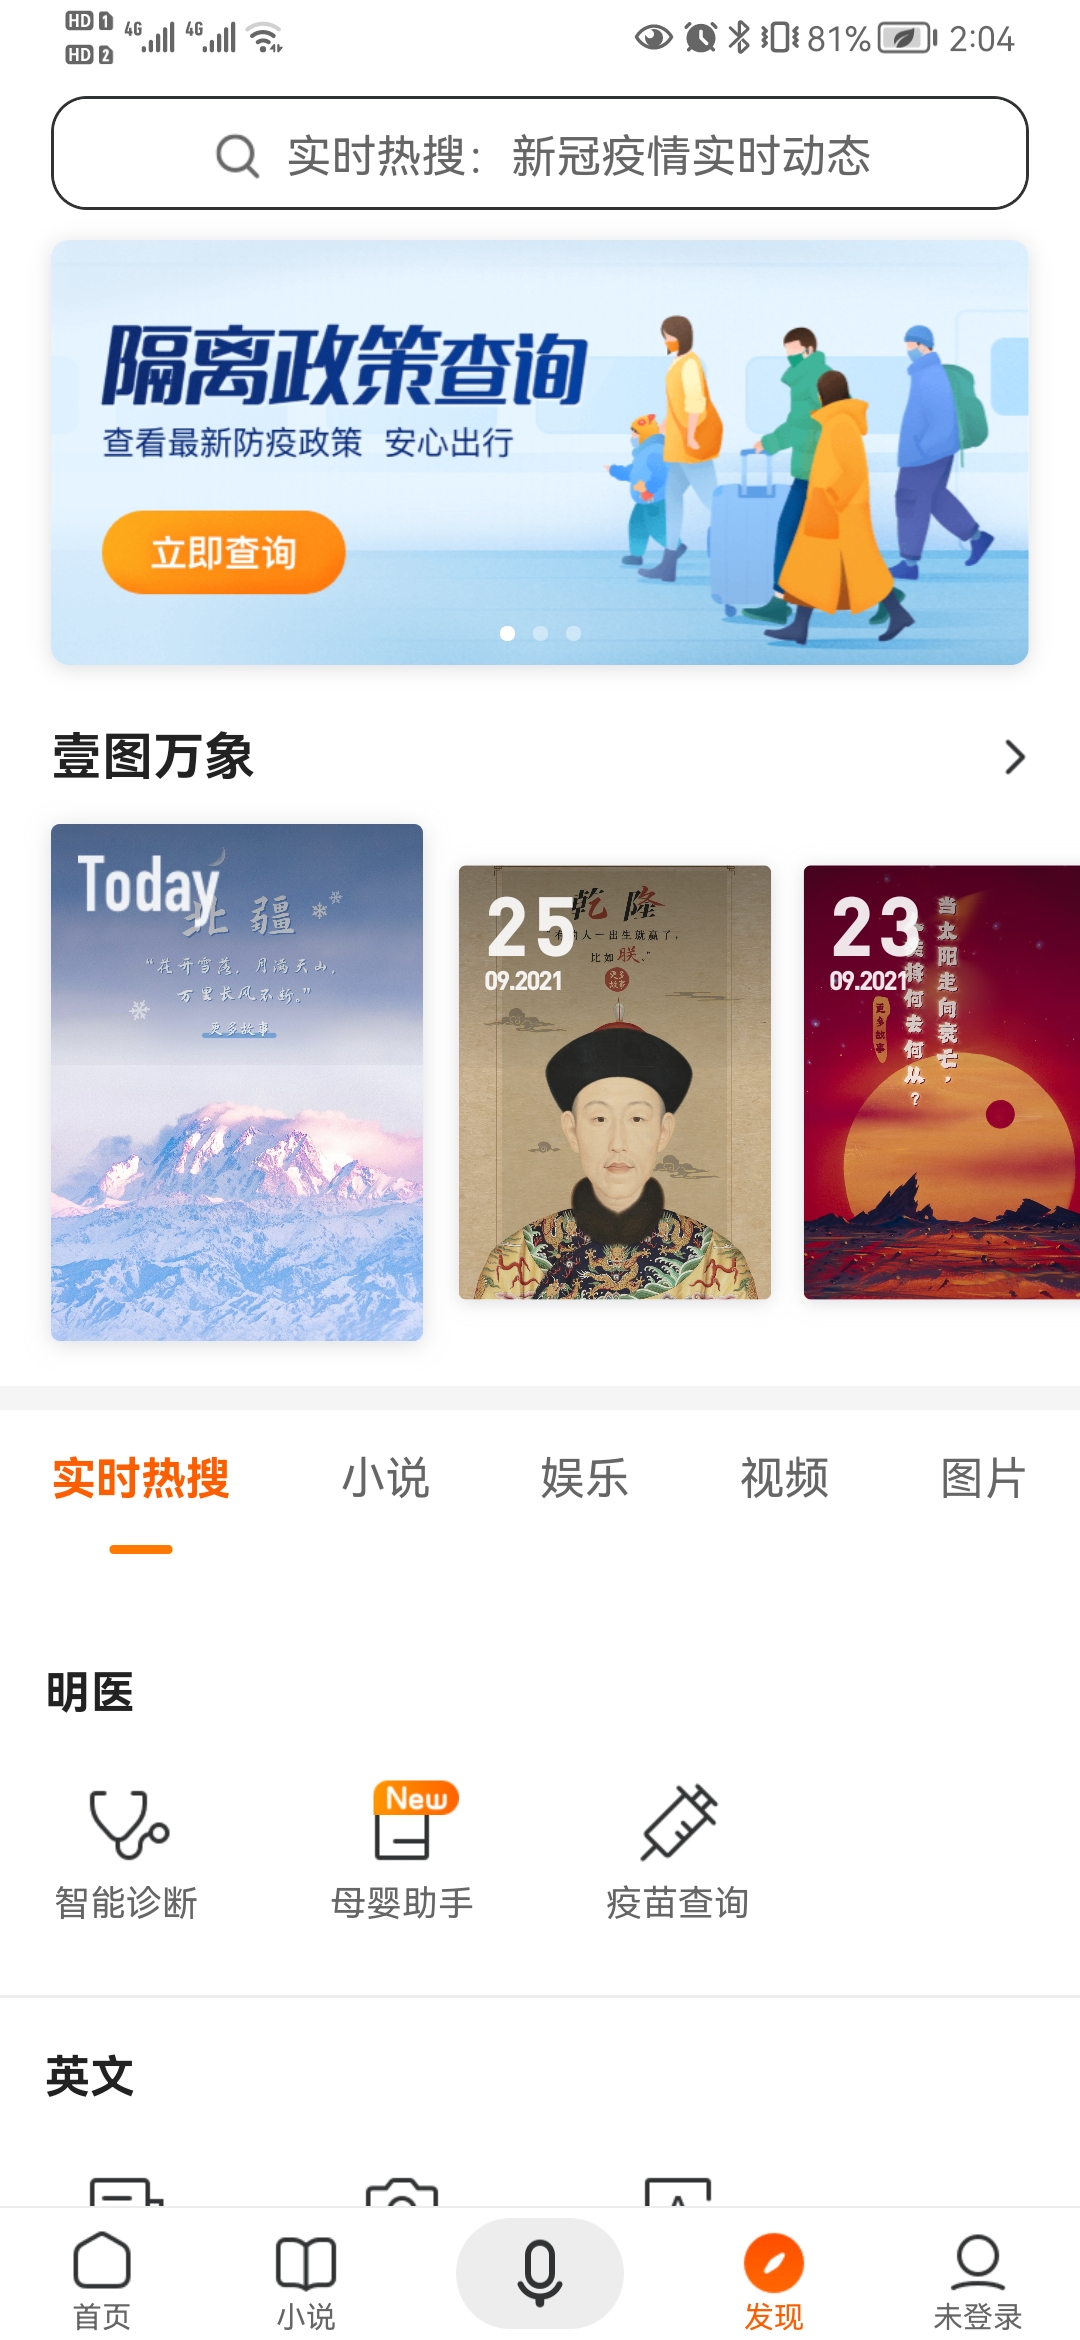 HD 1 4G 4G 81% 2:04
HD 2
实时热搜：新冠疫情实时动态
隔离政策查询
查看最新防疫政策 安心出行
立即查询
壹图万象
Today
北疆
“花开雪落，月满天山，
万里长风不断。”
更多故事
25
09.2021
乾隆
人一出生就赢了，
比如朕。”
更多
故事
23
09.2021
当太阳走向衰亡，
将何去何从？
更多故事
实时热搜 小说 娱乐 视频 图片
明医
New
智能诊断 母婴助手 疫苗查询
英文
首页 小说 发现 未登录